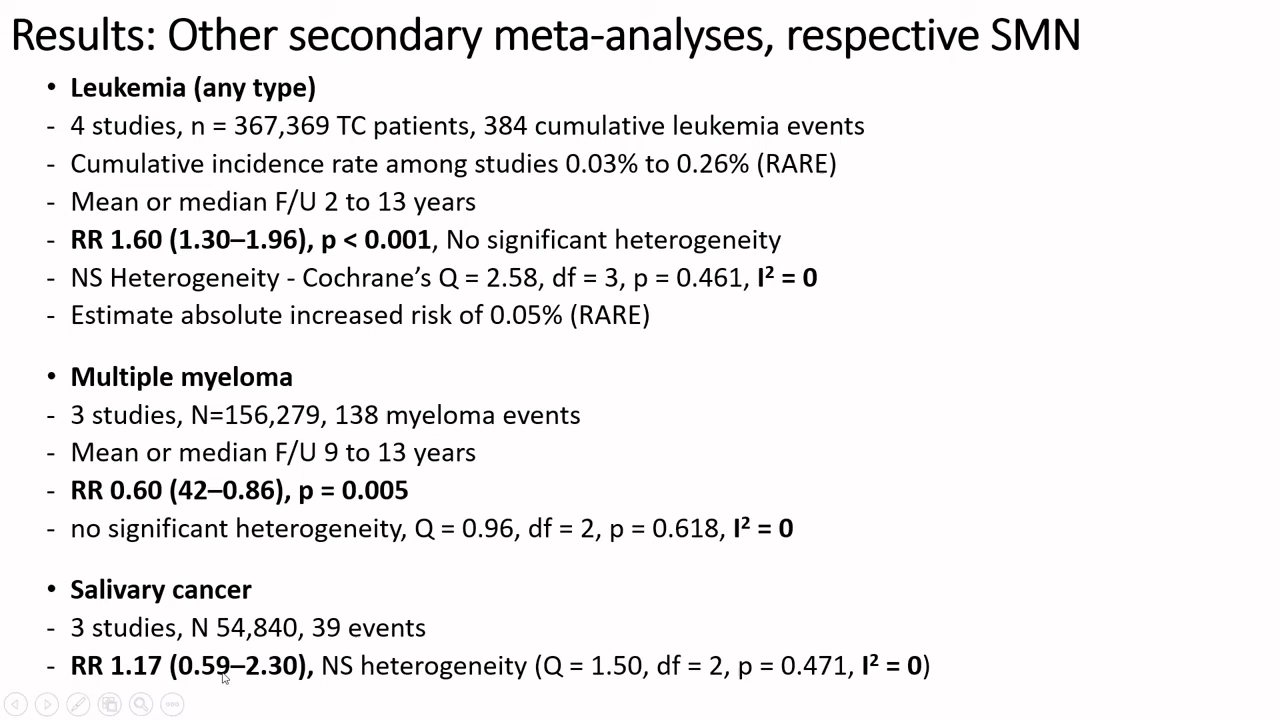 Results: Other secondary meta-analyses, respective SMN
• Leukemia (any type)
- 4 studies, n = 367,369 TC patients, 384 cumulative leukemia events
- Cumulative incidence rate among studies 0.03% to 0.26% (RARE)
- Mean or median F/U 2 to 13 years
- RR 1.60 (1.30–1.96), p < 0.001, No significant heterogeneity
- NS Heterogeneity - Cochrane’s Q = 2.58, df = 3, p = 0.461, I² = 0
- Estimate absolute increased risk of 0.05% (RARE)
• Multiple myeloma
- 3 studies, N=156,279, 138 myeloma events
- Mean or median F/U 9 to 13 years
- RR 0.60 (42–0.86), p = 0.005
- no significant heterogeneity, Q = 0.96, df = 2, p = 0.618, I² = 0
• Salivary cancer
- 3 studies, N 54,840, 39 events
- RR 1.17 (0.59–2.30), NS heterogeneity (Q = 1.50, df = 2, p = 0.471, I² = 0)